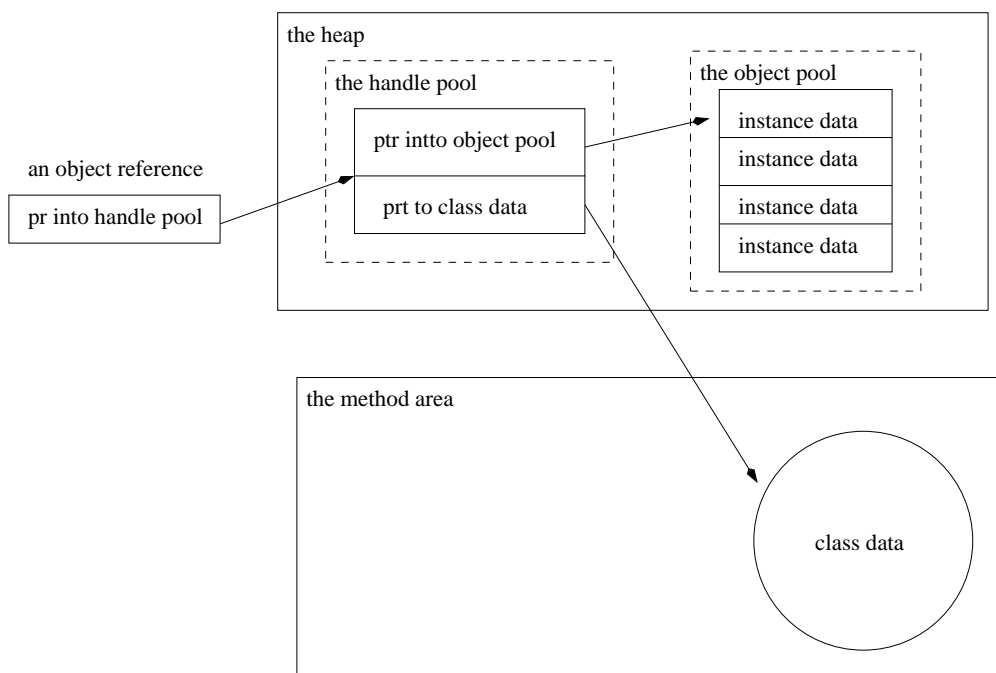 the heap
the handle pool
the object pool
ptr intto object pool
instance data
instance data
an object reference
pr into handle pool
prt to class data
instance data
instance data
the method area
class data